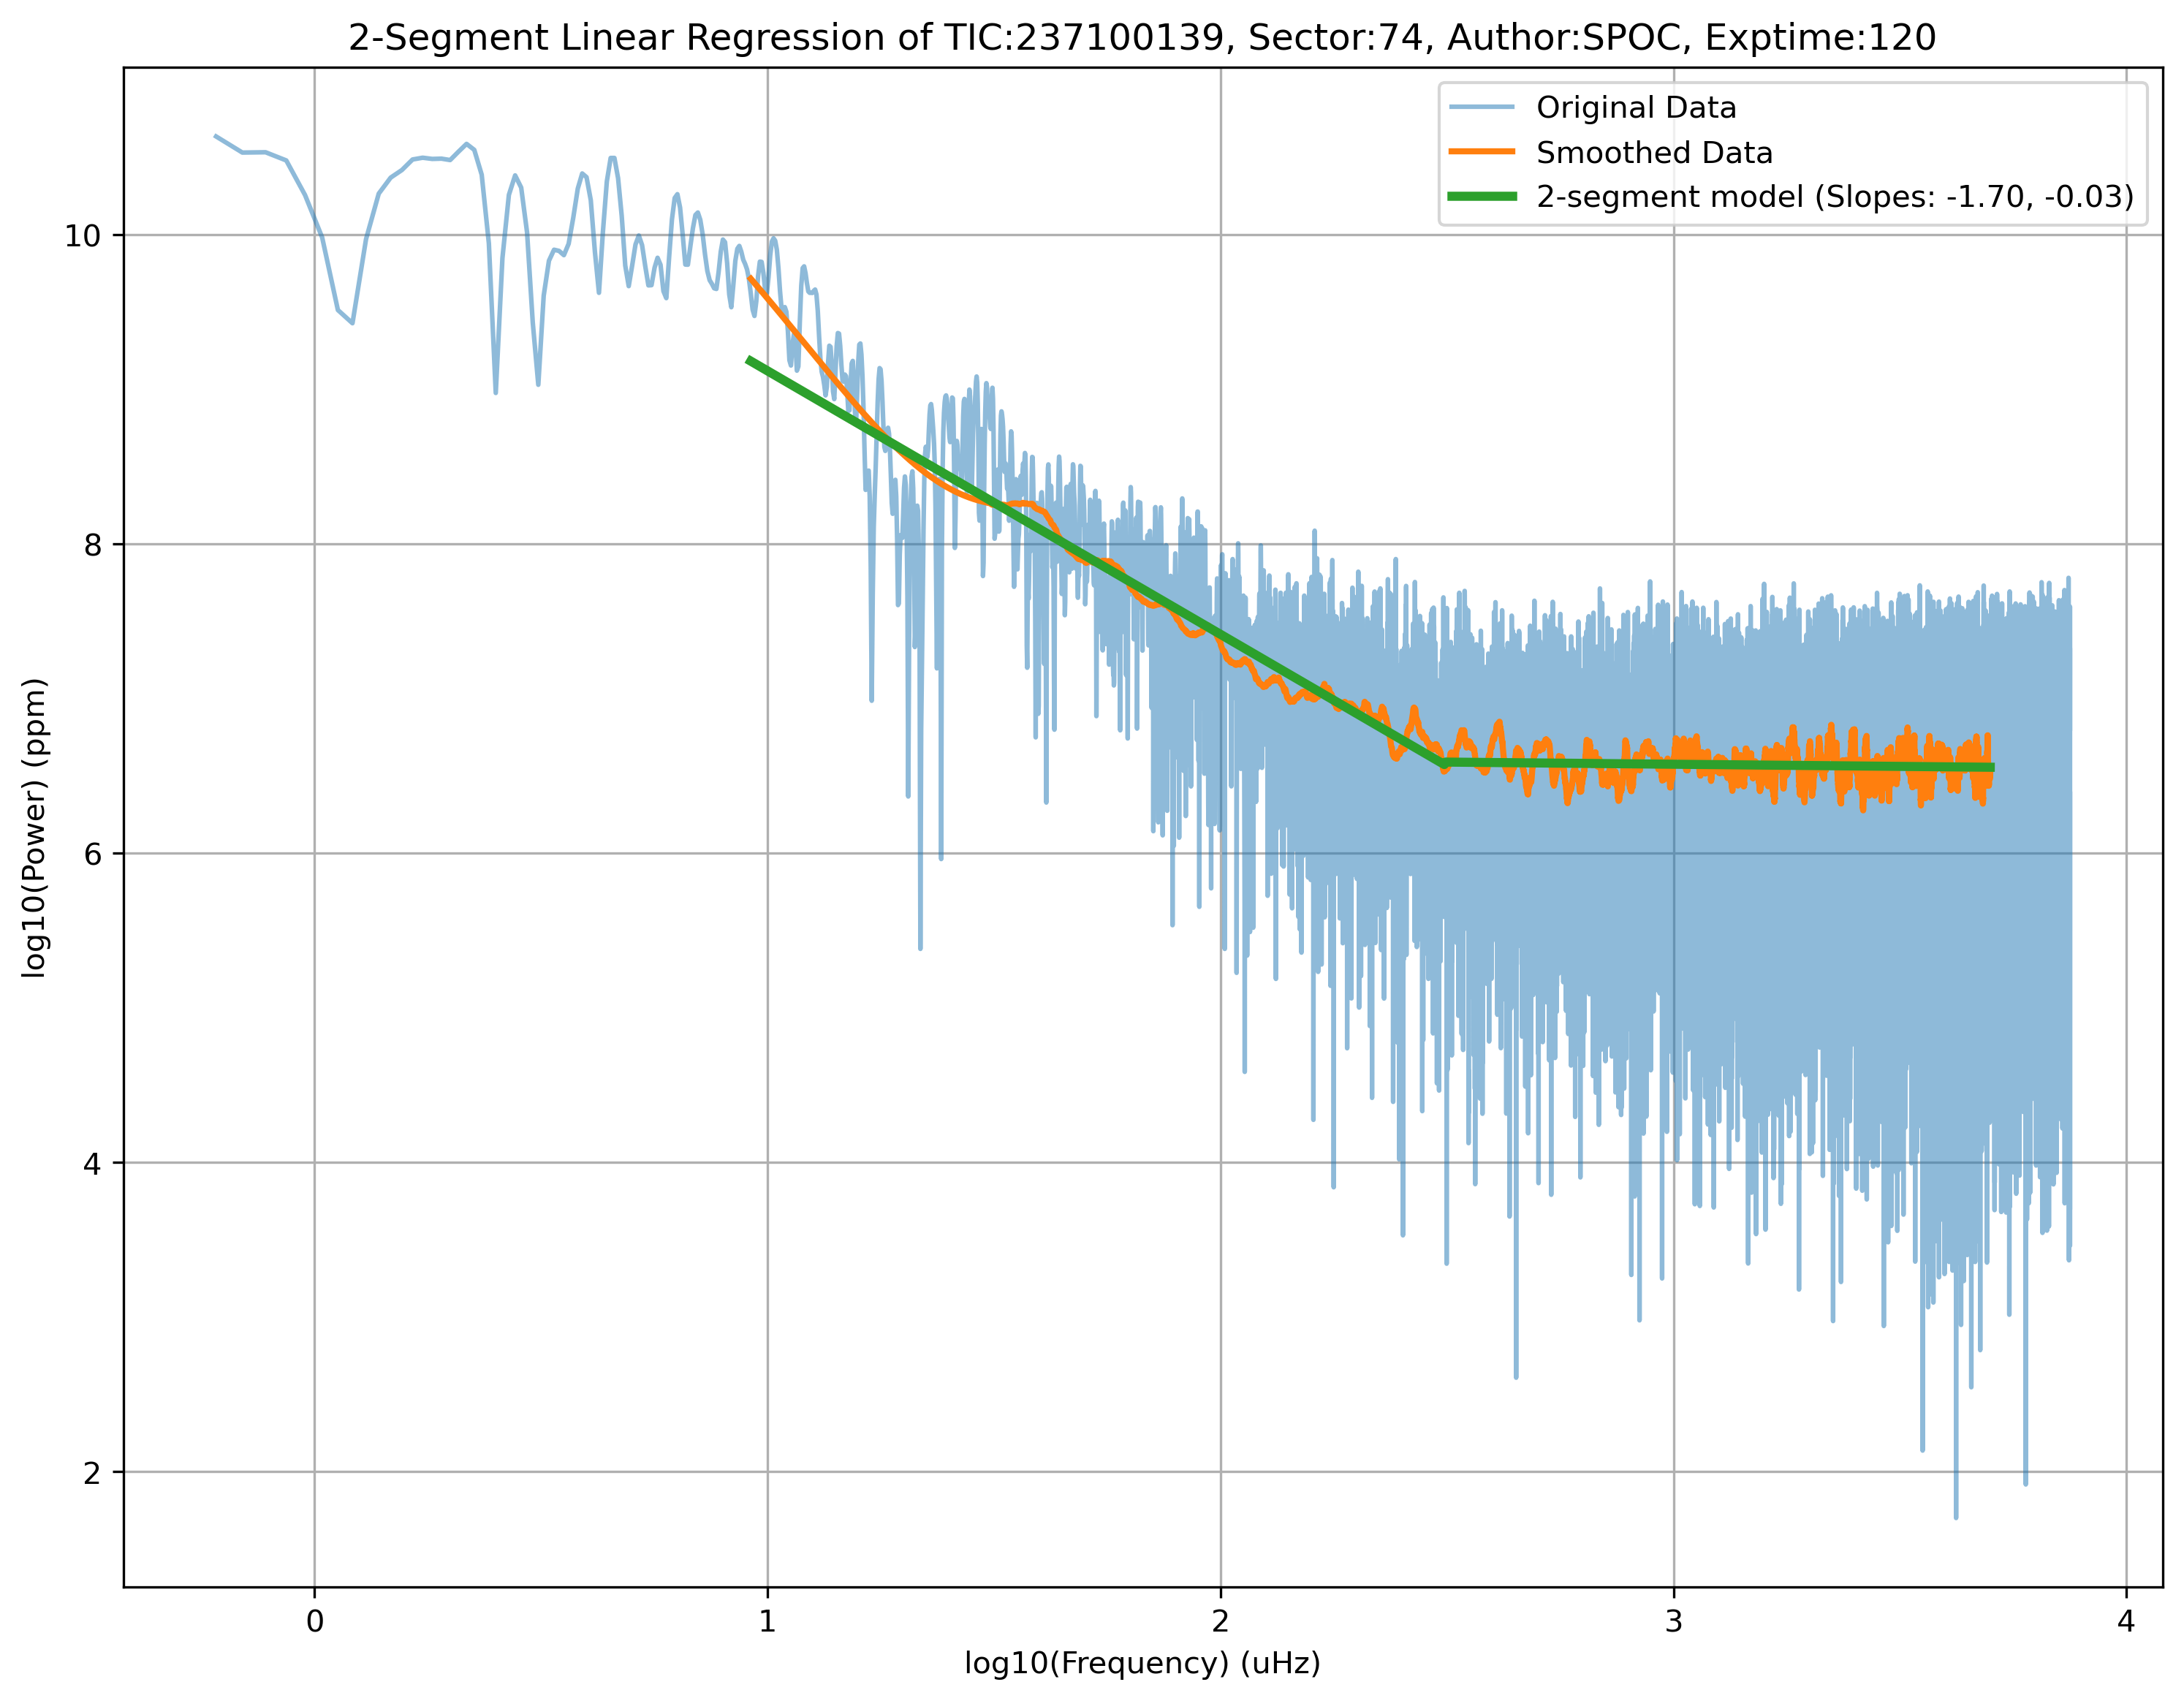 2-Segment Linear Regression of TIC:237100139, Sector:74, Author:SPOC, Exptime:120
Original Data
Smoothed Data
2-segment model (Slopes: -1.70, -0.03)
log10(Power) (ppm)
10
8
6
4
2
0 1 2 3 4
log10(Frequency) (uHz)